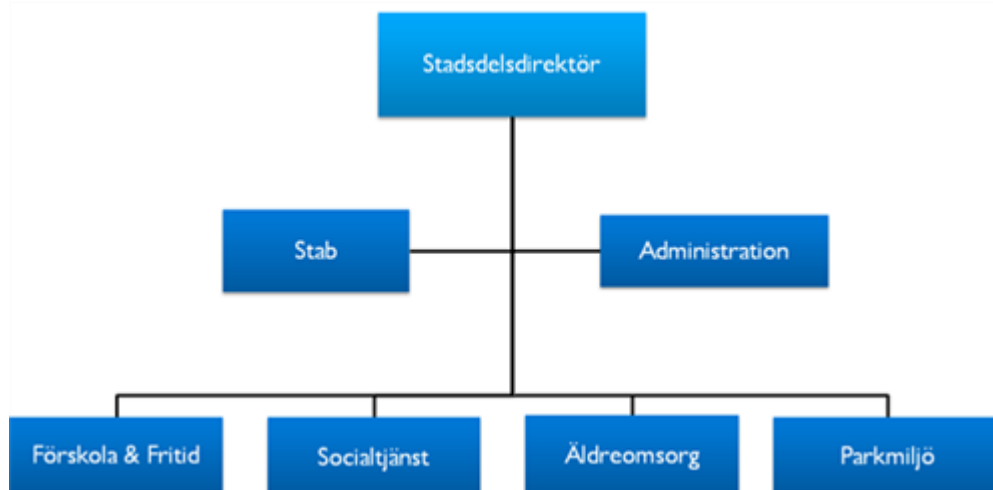 Stadsdelsdirektör
Stab
Administration
Förskola & Fritid
Socialtjänst
Äldreomsorg
Parkmiljö